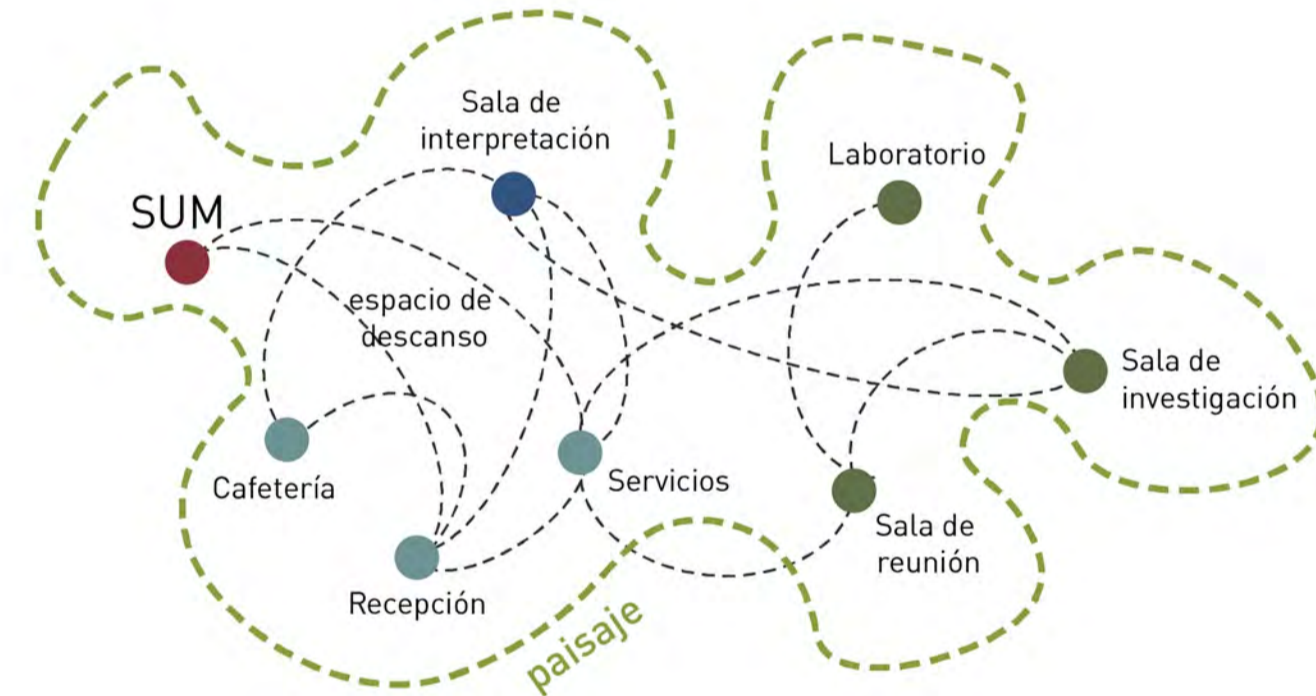 Sala de
interpretación
Laboratorio
SUM
espacio de
descanso
Sala de
investigación
Cafetería
Servicios
Sala de
reunión
Recepción
paisaje